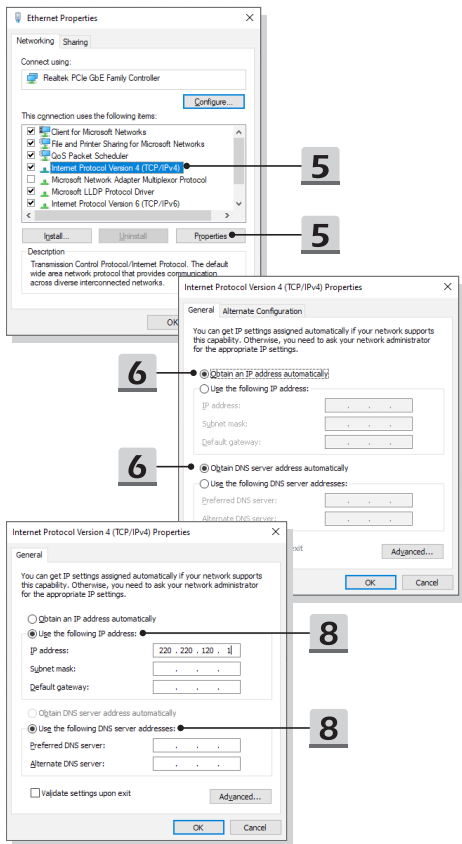 Ethernet Properties
Networking Sharing
Connect using:
Realtek PCIe GbE Family Controller
Configure...
This connection uses the following items:
Client for Microsoft Networks
File and Printer Sharing for Microsoft Networks
QoS Packet Scheduler
Internet Protocol Version 4 (TCP/IPv4)
5
Microsoft Network Adapter Multiplexor Protocol
Microsoft LLDP Protocol Driver
Internet Protocol Version 6 (TCP/IPv6)
Install... Uninstall Properties
5
Description
Transmission Control Protocol/Internet Protocol. The default
wide area network protocol that provides communication
across diverse interconnected networks.
OK
Internet Protocol Version 4 (TCP/IPv4) Properties
General Alternate Configuration
You can get IP settings assigned automatically if your network supports
this capability. Otherwise, you need to ask your network administrator
for the appropriate IP settings.
6
Obtain an IP address automatically
Use the following IP address:
IP address: . . .
Subnet mask: . . .
Default gateway: . . .
6
Obtain DNS server address automatically
Use the following DNS server addresses:
Preferred DNS server: . . .
Alternate DNS server: . . .
exit
Advanced...
OK Cancel
Internet Protocol Version 4 (TCP/IPv4) Properties
General
You can get IP settings assigned automatically if your network supports
this capability. Otherwise, you need to ask your network administrator
for the appropriate IP settings.
Obtain an IP address automatically
Use the following IP address:
8
IP address: 220 . 220 . 120 . 1
Subnet mask: . . .
Default gateway: . . .
Obtain DNS server address automatically
Use the following DNS server addresses:
8
Preferred DNS server: . . .
Alternate DNS server: . . .
Validate settings upon exit
Advanced...
OK Cancel